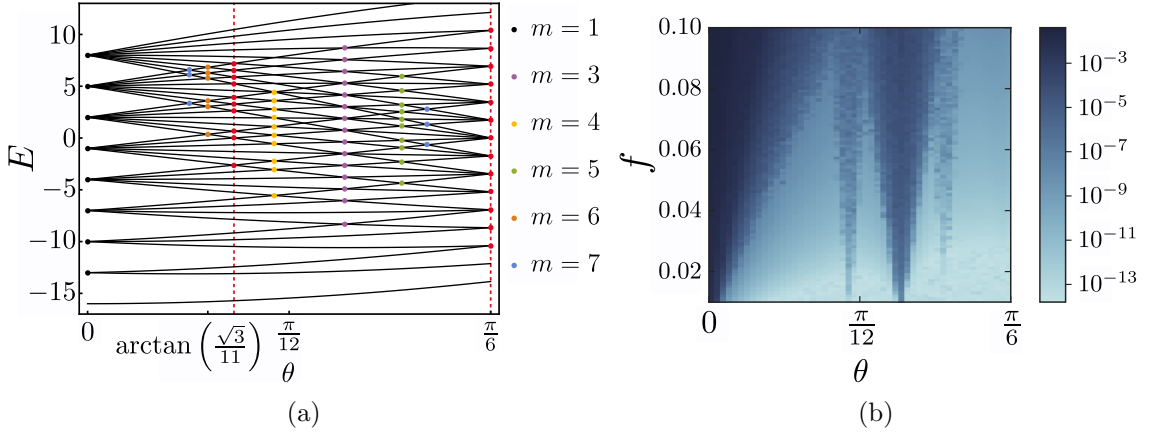 10
5
0
−5
−10
−15
E
0
arctan (√3/11)
π/12
π/6
θ
m = 1
m = 3
m = 4
m = 5
m = 6
m = 7
(a)
0.10
0.08
0.06
0.04
0.02
f
0
π/12
π/6
θ
10⁻³
10⁻⁵
10⁻⁷
10⁻⁹
10⁻¹¹
10⁻¹³
(b)